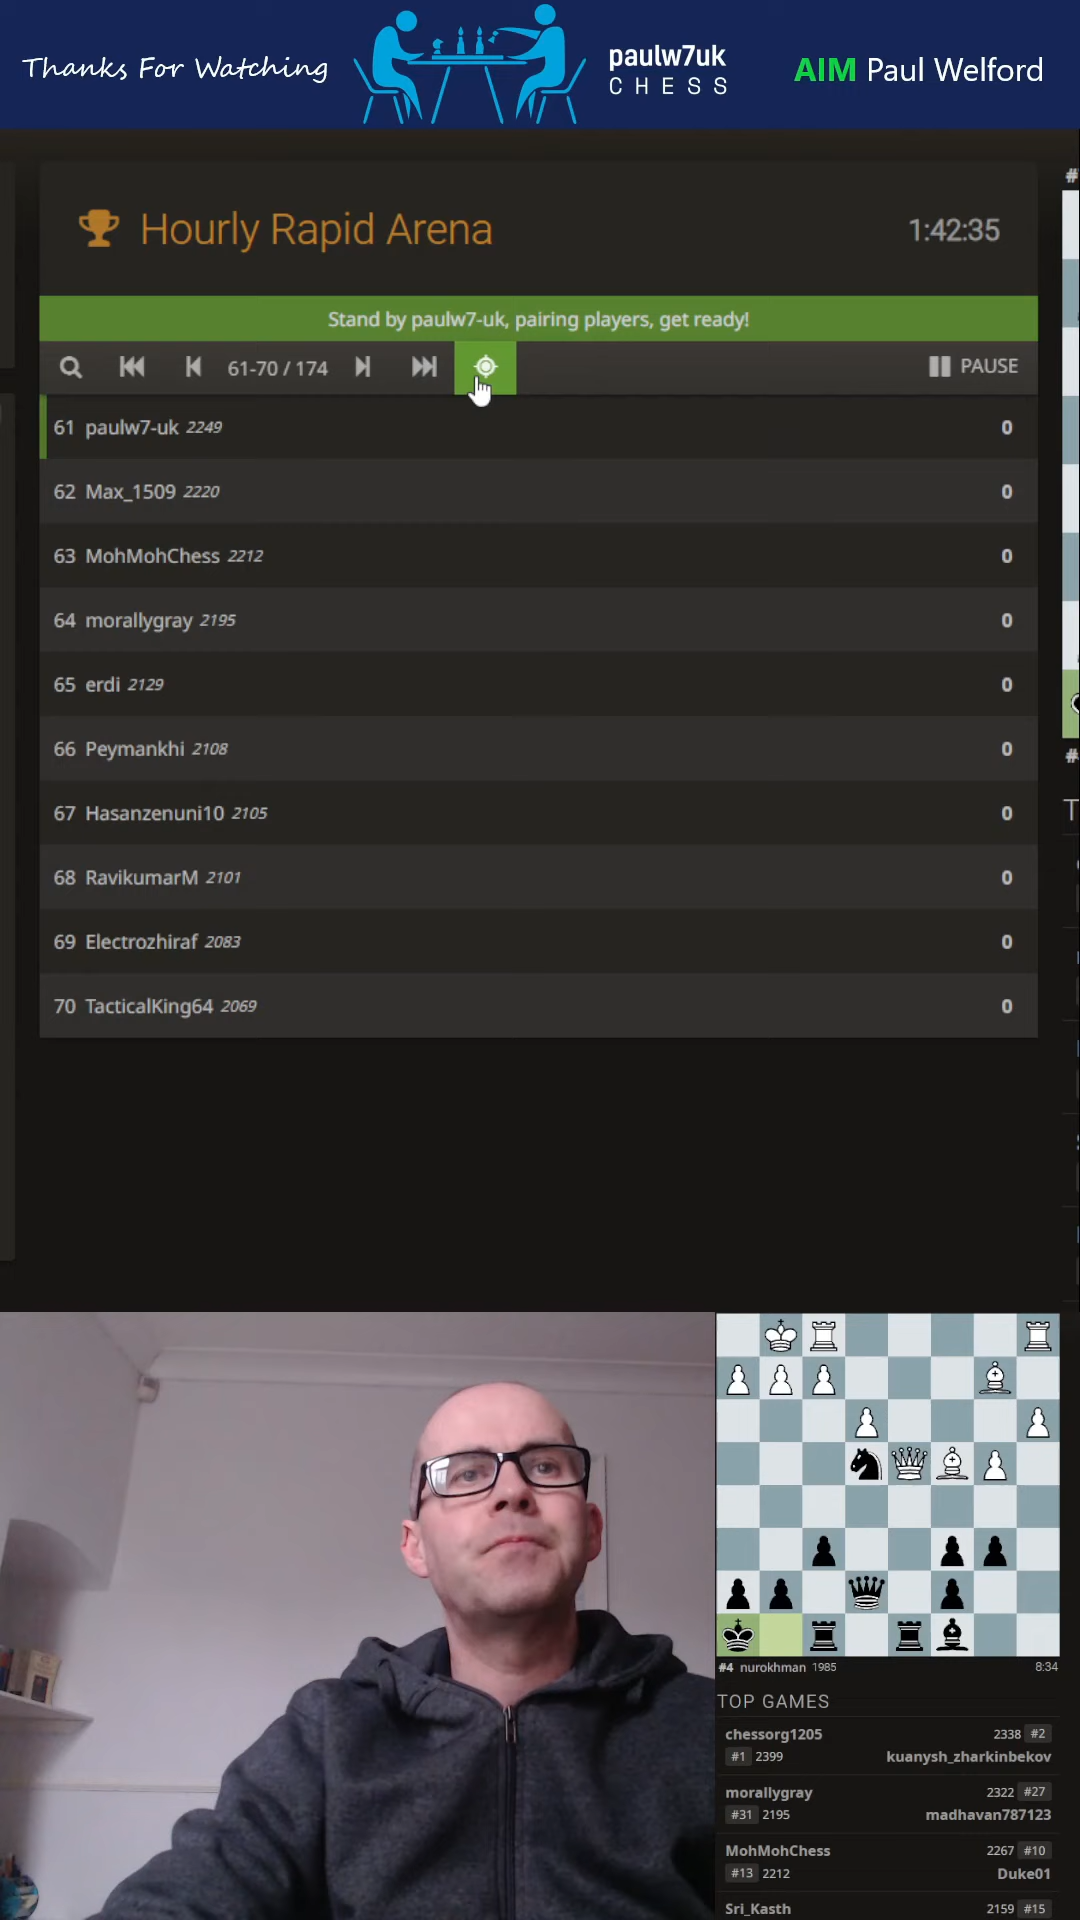 Thanks For Watching
paulw7uk
CHESS
AIM Paul Welford
Hourly Rapid Arena
1:42:35
Stand by paulw7-uk, pairing players, get ready!
61-70 / 174
PAUSE
61 paulw7-uk 2249 0
62 Max_1509 2220 0
63 MohMohChess 2212 0
64 morallygray 2195 0
65 erdi 2129 0
66 Peymankhi 2108 0
67 Hasanzenuni10 2105 0
68 RavikumarM 2101 0
69 Electrozhiraf 2083 0
70 TacticalKing64 2069 0
#4 nurokhman 1985 8:34
TOP GAMES
chessorg1205 2338 #2
#1 2399 kuanysh_zharkinbekov
morallygray 2322 #27
#31 2195 madhavan787123
MohMohChess 2267 #10
#13 2212 Duke01
Sri_Kasth 2159 #15